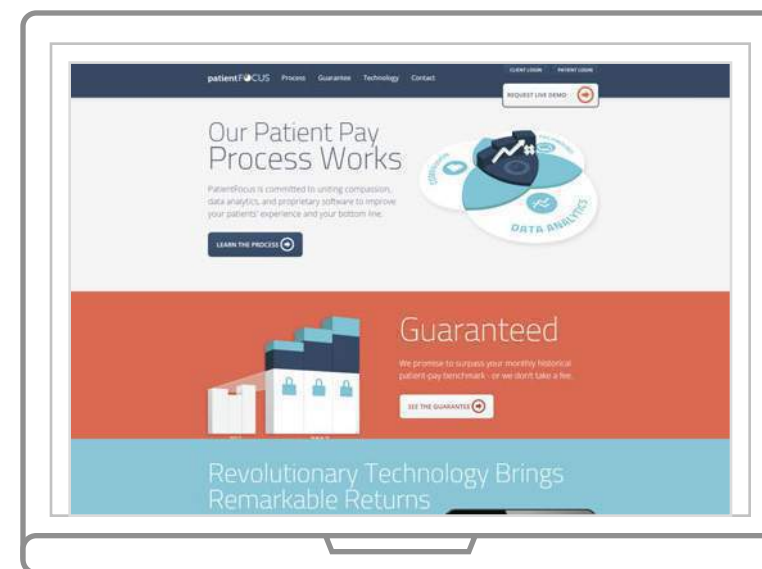 CLIENT LOGIN PATIENT LOGIN
patientFOCUS Process Guarantee Technology Contact
REQUEST LIVE DEMO
Our Patient Pay
Process Works
PatientFocus is committed to uniting compassion,
data analytics, and proprietary software to improve
your patients' experience and your bottom line.
LEARN THE PROCESS
COMPASSION
DATA ANALYTICS
Guaranteed
We promise to surpass your monthly historical
patient-pay benchmark - or we don't take a fee.
SEE THE GUARANTEE
Revolutionary Technology Brings
Remarkable Returns